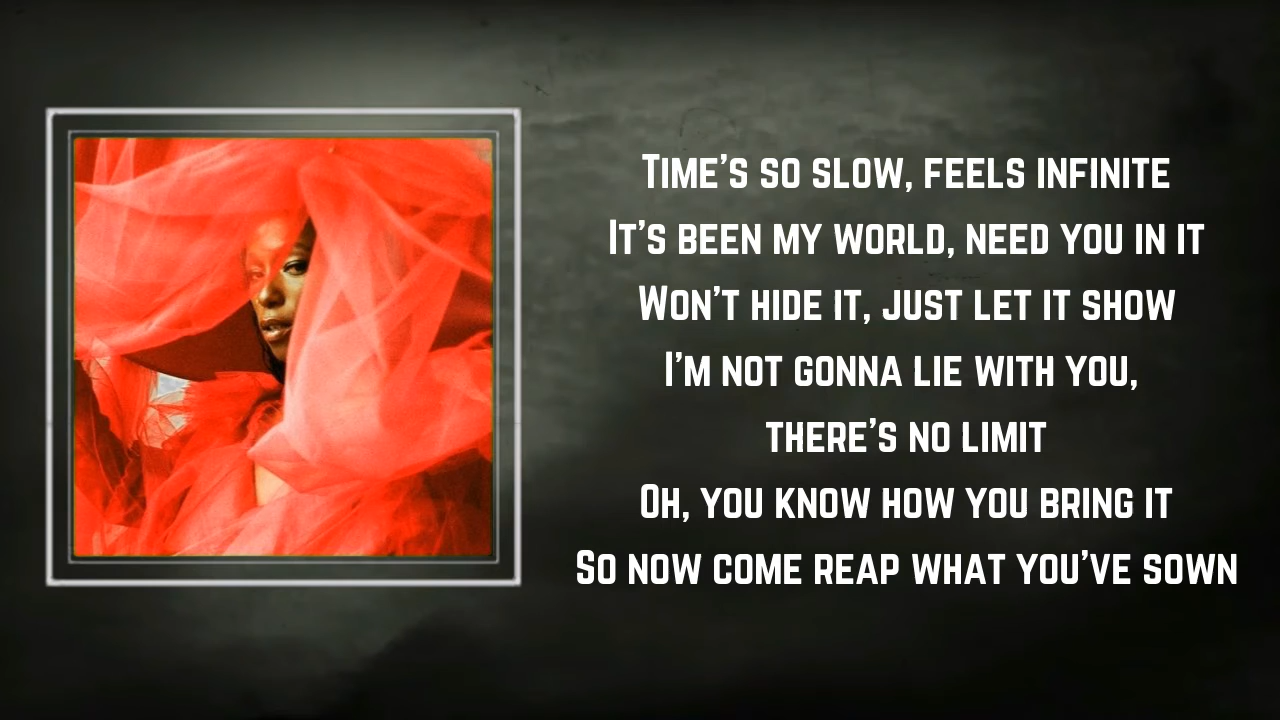 Time's so slow, feels infinite
It's been my world, need you in it
Won't hide it, just let it show
I'm not gonna lie with you,
there's no limit
Oh, you know how you bring it
So now come reap what you've sown